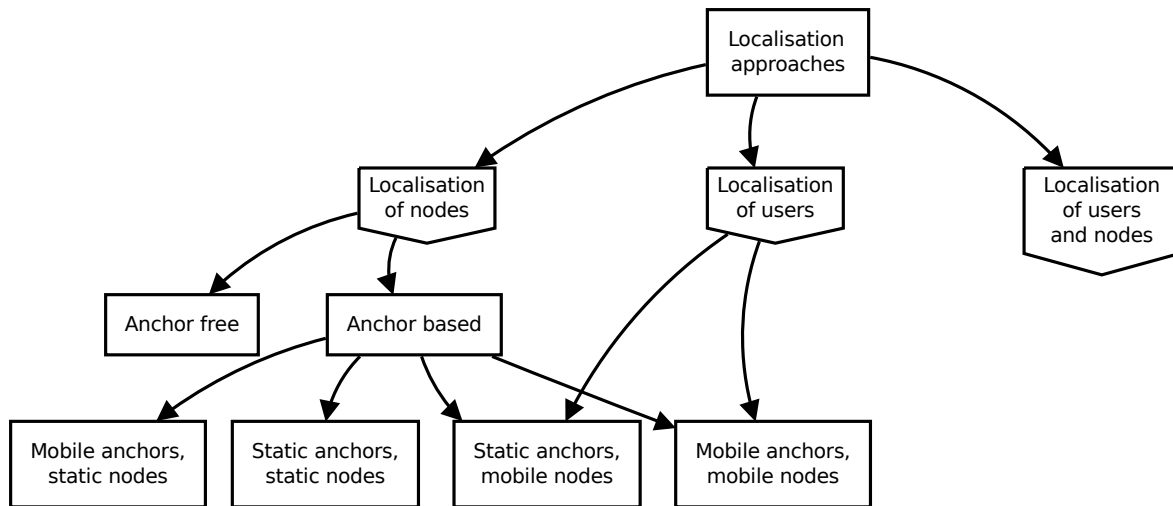 Localisation
approaches
Localisation
of nodes
Localisation
of users
Localisation
of users
and nodes
Anchor free
Anchor based
Mobile anchors,
static nodes
Static anchors,
static nodes
Static anchors,
mobile nodes
Mobile anchors,
mobile nodes